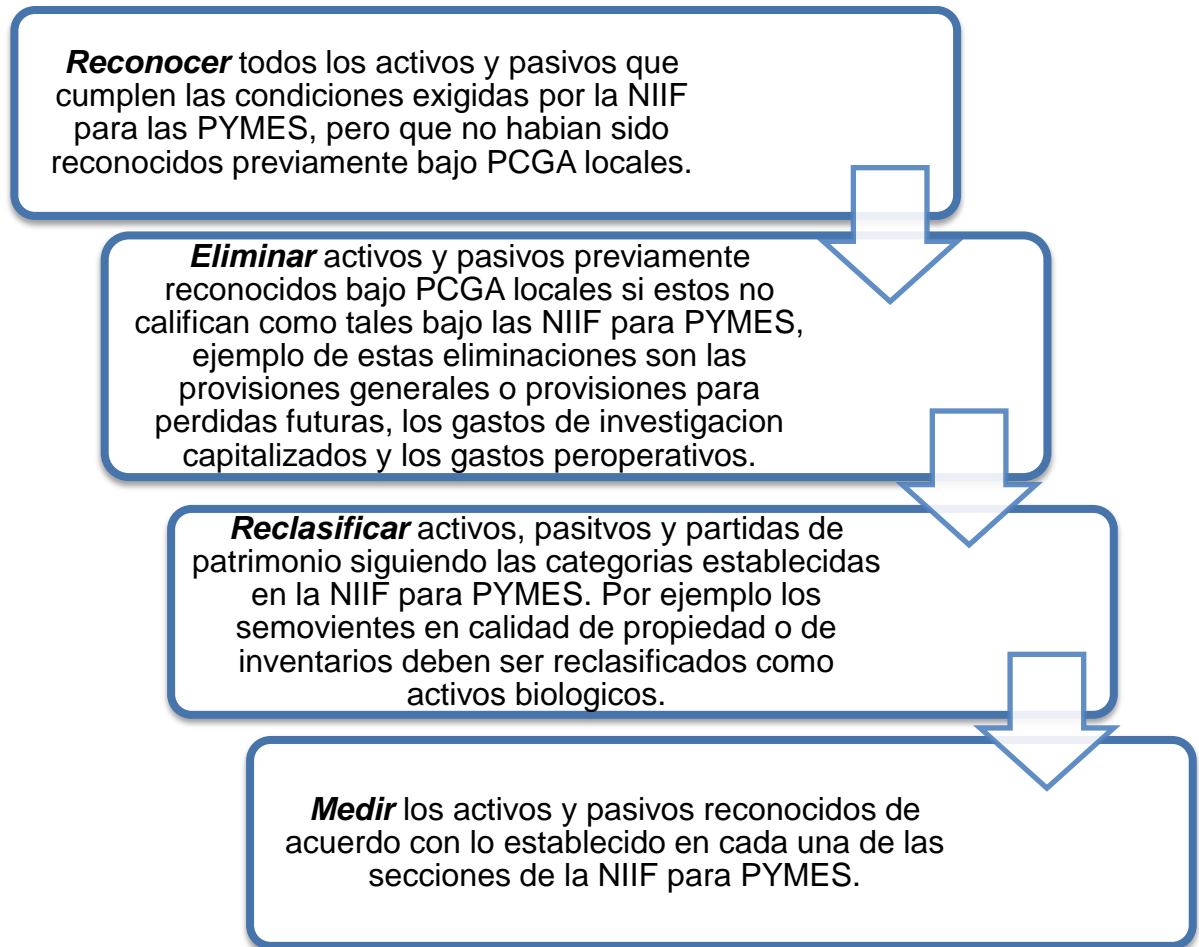 Reconocer todos los activos y pasivos que
cumplen las condiciones exigidas por la NIIF
para las PYMES, pero que no habian sido
reconocidos previamente bajo PCGA locales.
Eliminar activos y pasivos previamente
reconocidos bajo PCGA locales si estos no
califican como tales bajo las NIIF para PYMES,
ejemplo de estas eliminaciones son las
provisiones generales o provisiones para
perdidas futuras, los gastos de investigacion
capitalizados y los gastos peroperativos.
Reclasificar activos, pasitvos y partidas de
patrimonio siguiendo las categorias establecidas
en la NIIF para PYMES. Por ejemplo los
semovientes en calidad de propiedad o de
inventarios deben ser reclasificados como
activos biologicos.
Medir los activos y pasivos reconocidos de
acuerdo con lo establecido en cada una de las
secciones de la NIIF para PYMES.